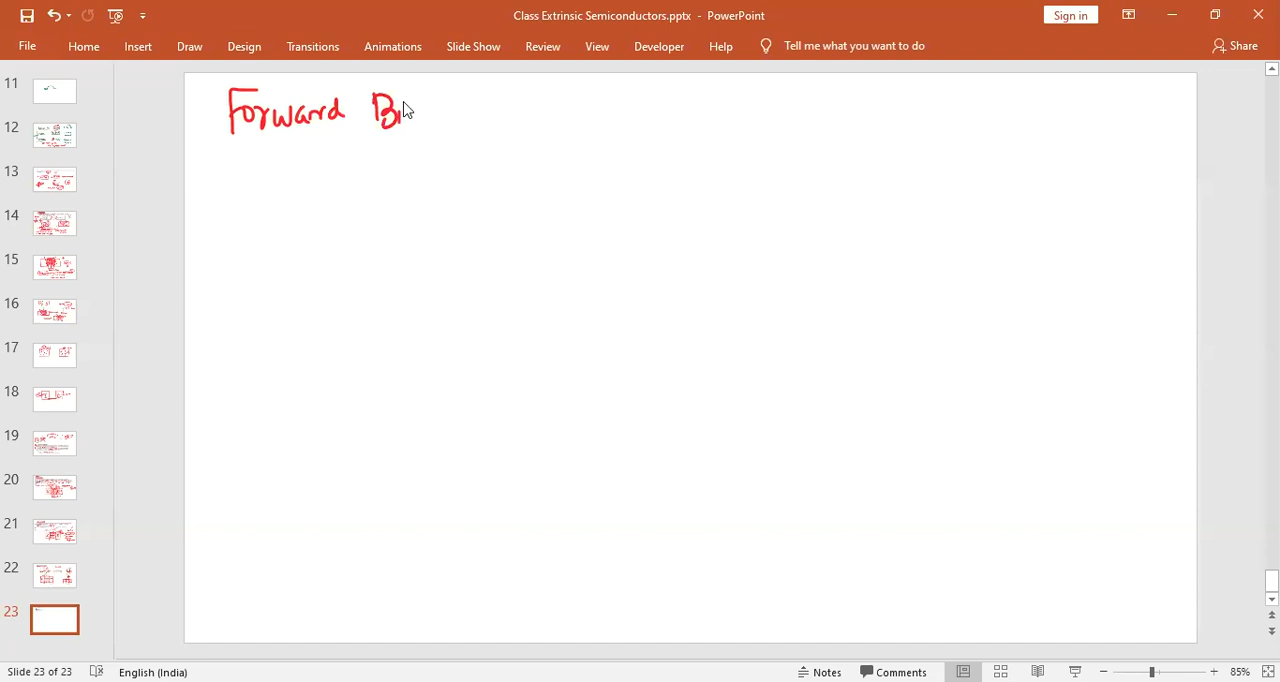 Class Extrinsic Semiconductors.pptx - PowerPoint
Sign in
File Home Insert Draw Design Transitions Animations Slide Show Review View Developer Help Tell me what you want to do Share
Forward Bi
11
12
13
14
15
16
17
18
19
20
21
22
23
Slide 23 of 23 English (India) Notes Comments 85%